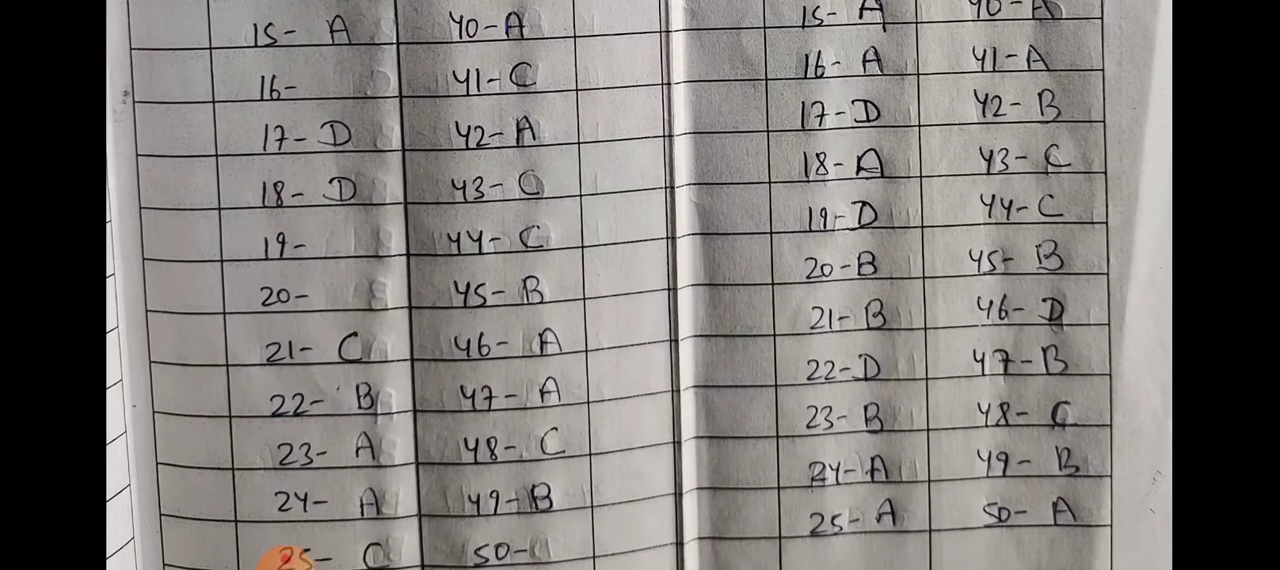 15- A 40-A
16- 41-C
17-D 42-A
18-D 43-C
19- 44-C
20- 45-B
21- C 46- A
22- B 47- A
23- A 48- C
24- A 49-B
25- C 50-
15- A 40-A
16-A 41-A
17-D 42-B
18-A 43-C
19-D 44-C
20-B 45-B
21-B 46-D
22-D 47-B
23-B 48-C
24-A 49-B
25-A 50-A